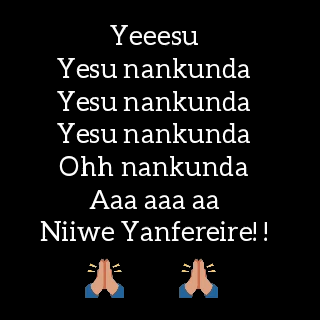 Yeeesu
Yesu nankunda
Yesu nankunda
Yesu nankunda
Ohh nankunda
Aaa aaa aa
Niiwe Yanfereire!!